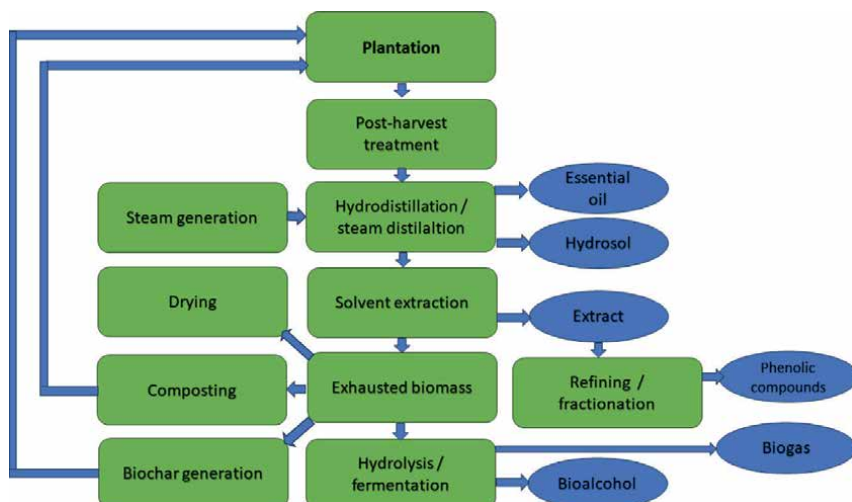 Plantation
Post-harvest
treatment
Essential
oil
Steam generation
Hydrodistillation /
steam distilaltion
Hydrosol
Drying
Solvent extraction
Extract
Composting
Exhausted biomass
Refining /
fractionation
Phenolic
compounds
Biochar generation
Hydrolysis /
fermentation
Biogas
Bioalcohol